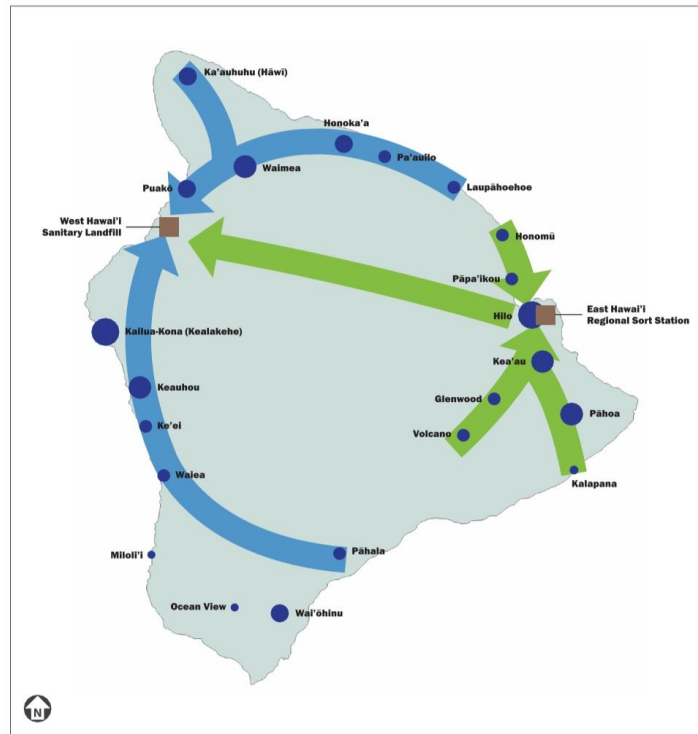 Ka'auhuhu (Hāwī)
Honoka'a
Pa'auilo
Waimea
Laupāhoehoe
Puakō
West Hawai'i
Sanitary Landfill
Honomū
Pāpa'ikou
Hilo
East Hawai'i
Regional Sort Station
Kailua-Kona (Kealakehe)
Kea'au
Keauhou
Glenwood
Pāhoa
Ke'ei
Volcano
Waiea
Kalapana
Miloli'i
Pāhala
Ocean View
Wai'ōhinu
N